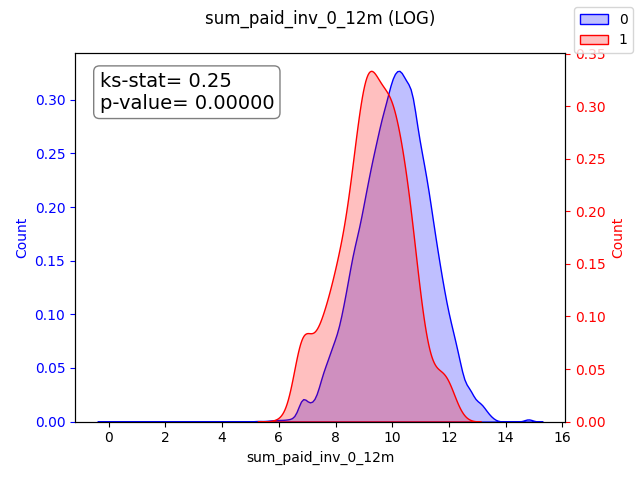 sum_paid_inv_0_12m (LOG)
0
1
ks-stat= 0.25
p-value= 0.00000
0.30
0.25
0.20
0.15
0.10
0.05
0.00
Count
0.35
0.30
0.25
0.20
0.15
0.10
0.05
0.00
Count
0 2 4 6 8 10 12 14 16
sum_paid_inv_0_12m